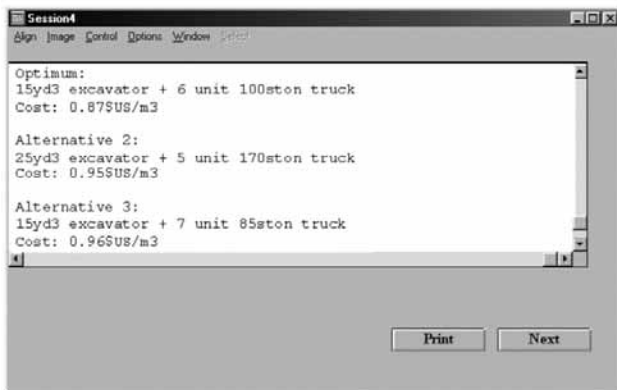 Session4
Align Image Control Options Window Select
Optimum:
15yd3 excavator + 6 unit 100ston truck
Cost: 0.87$US/m3
Alternative 2:
25yd3 excavator + 5 unit 170ston truck
Cost: 0.95$US/m3
Alternative 3:
15yd3 excavator + 7 unit 85ston truck
Cost: 0.96$US/m3
Print Next